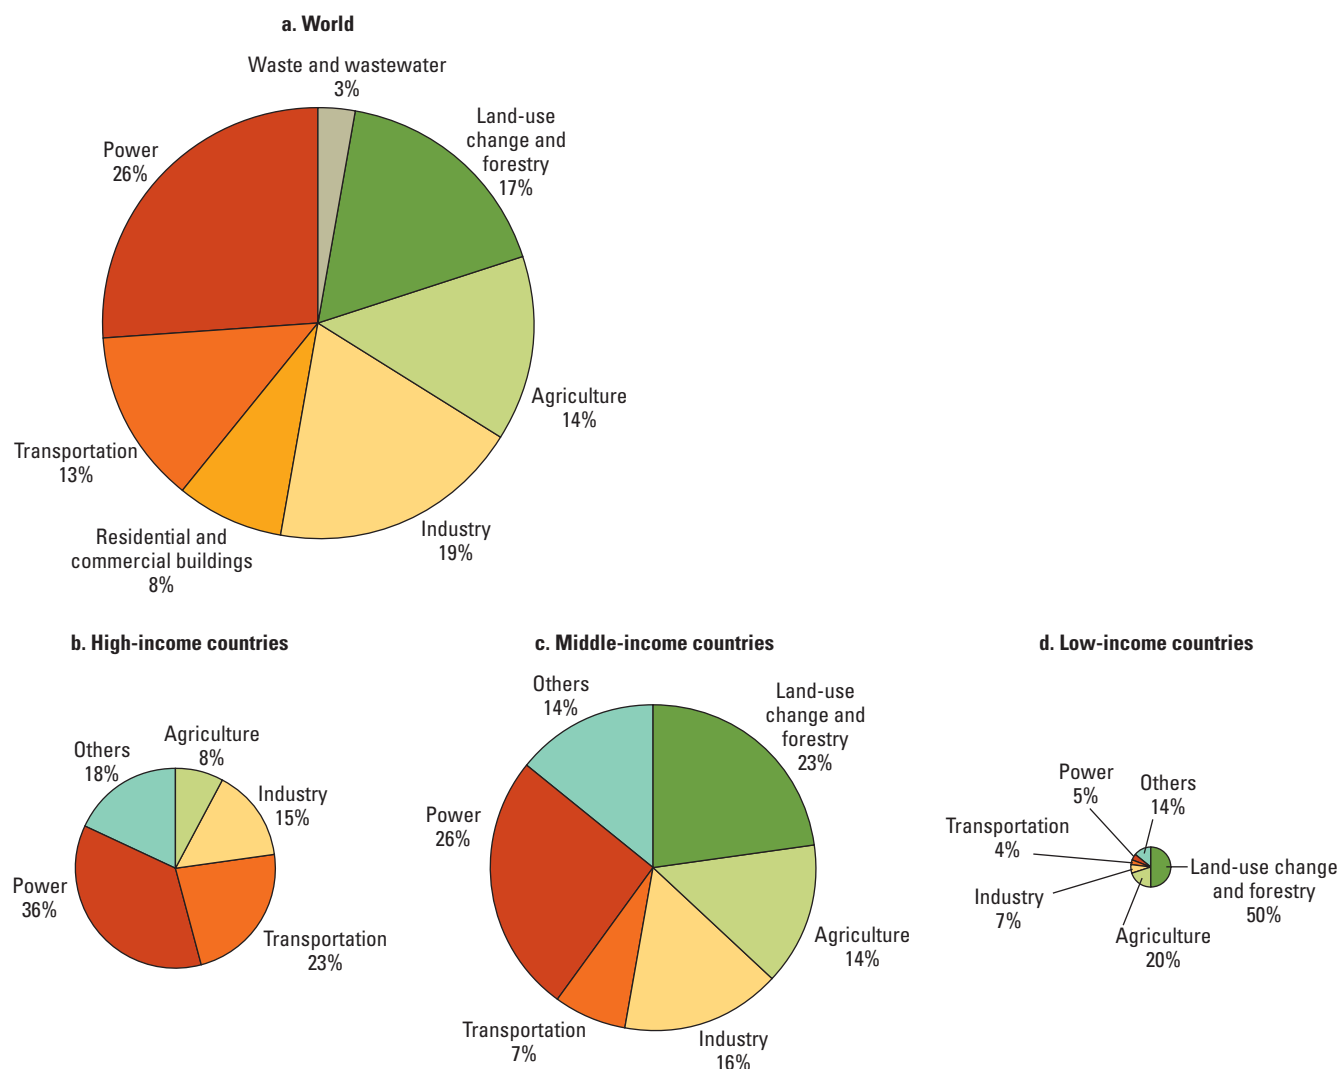 a. World
Waste and wastewater
3%
Land-use
change and
forestry
17%
Power
26%
Agriculture
14%
Transportation
13%
Industry
19%
Residential and
commercial buildings
8%
b. High-income countries
Others
18%
Agriculture
8%
Industry
15%
Power
36%
Transportation
23%
c. Middle-income countries
Others
14%
Land-use
change and
forestry
23%
Power
26%
Agriculture
14%
Transportation
7%
Industry
16%
d. Low-income countries
Power
5%
Others
14%
Transportation
4%
Land-use change
and forestry
50%
Industry
7%
Agriculture
20%